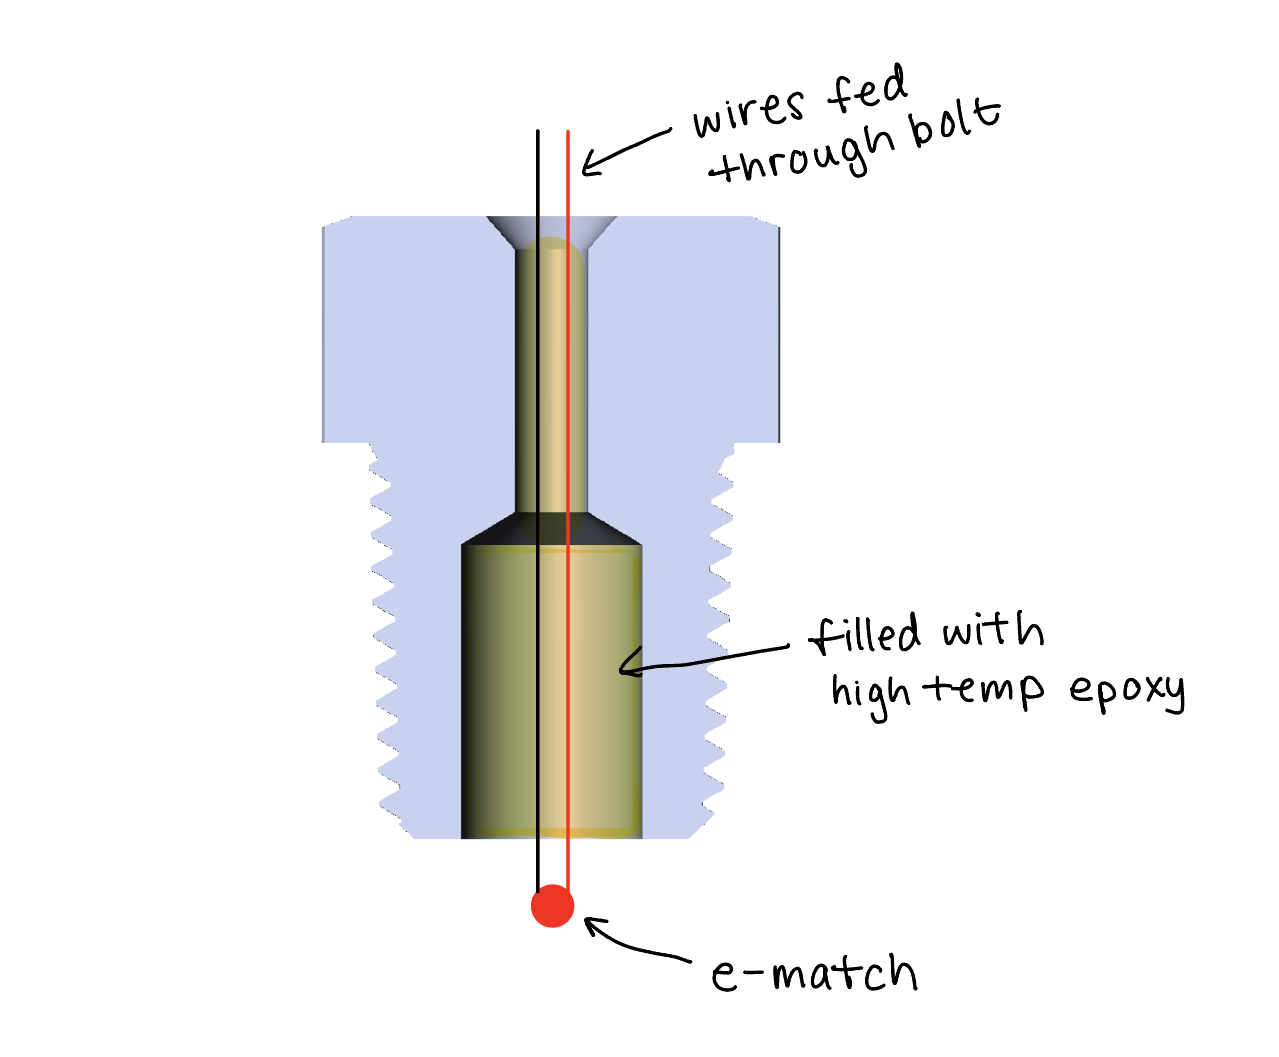 wires fed
through bolt
filled with
high temp epoxy
e-match